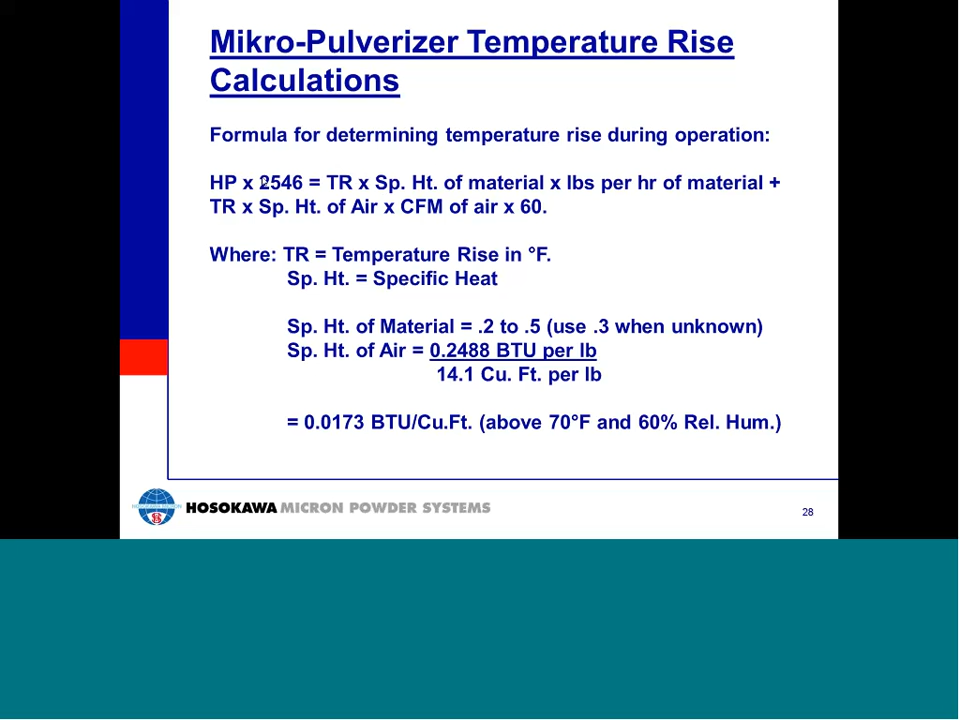 Mikro-Pulverizer Temperature Rise
Calculations
Formula for determining temperature rise during operation:
HP x 2546 = TR x Sp. Ht. of material x lbs per hr of material +
TR x Sp. Ht. of Air x CFM of air x 60.
Where: TR = Temperature Rise in °F.
Sp. Ht. = Specific Heat
Sp. Ht. of Material = .2 to .5 (use .3 when unknown)
Sp. Ht. of Air = 0.2488 BTU per lb
14.1 Cu. Ft. per lb
= 0.0173 BTU/Cu.Ft. (above 70°F and 60% Rel. Hum.)
HOSOKAWA MICRON POWDER SYSTEMS
28